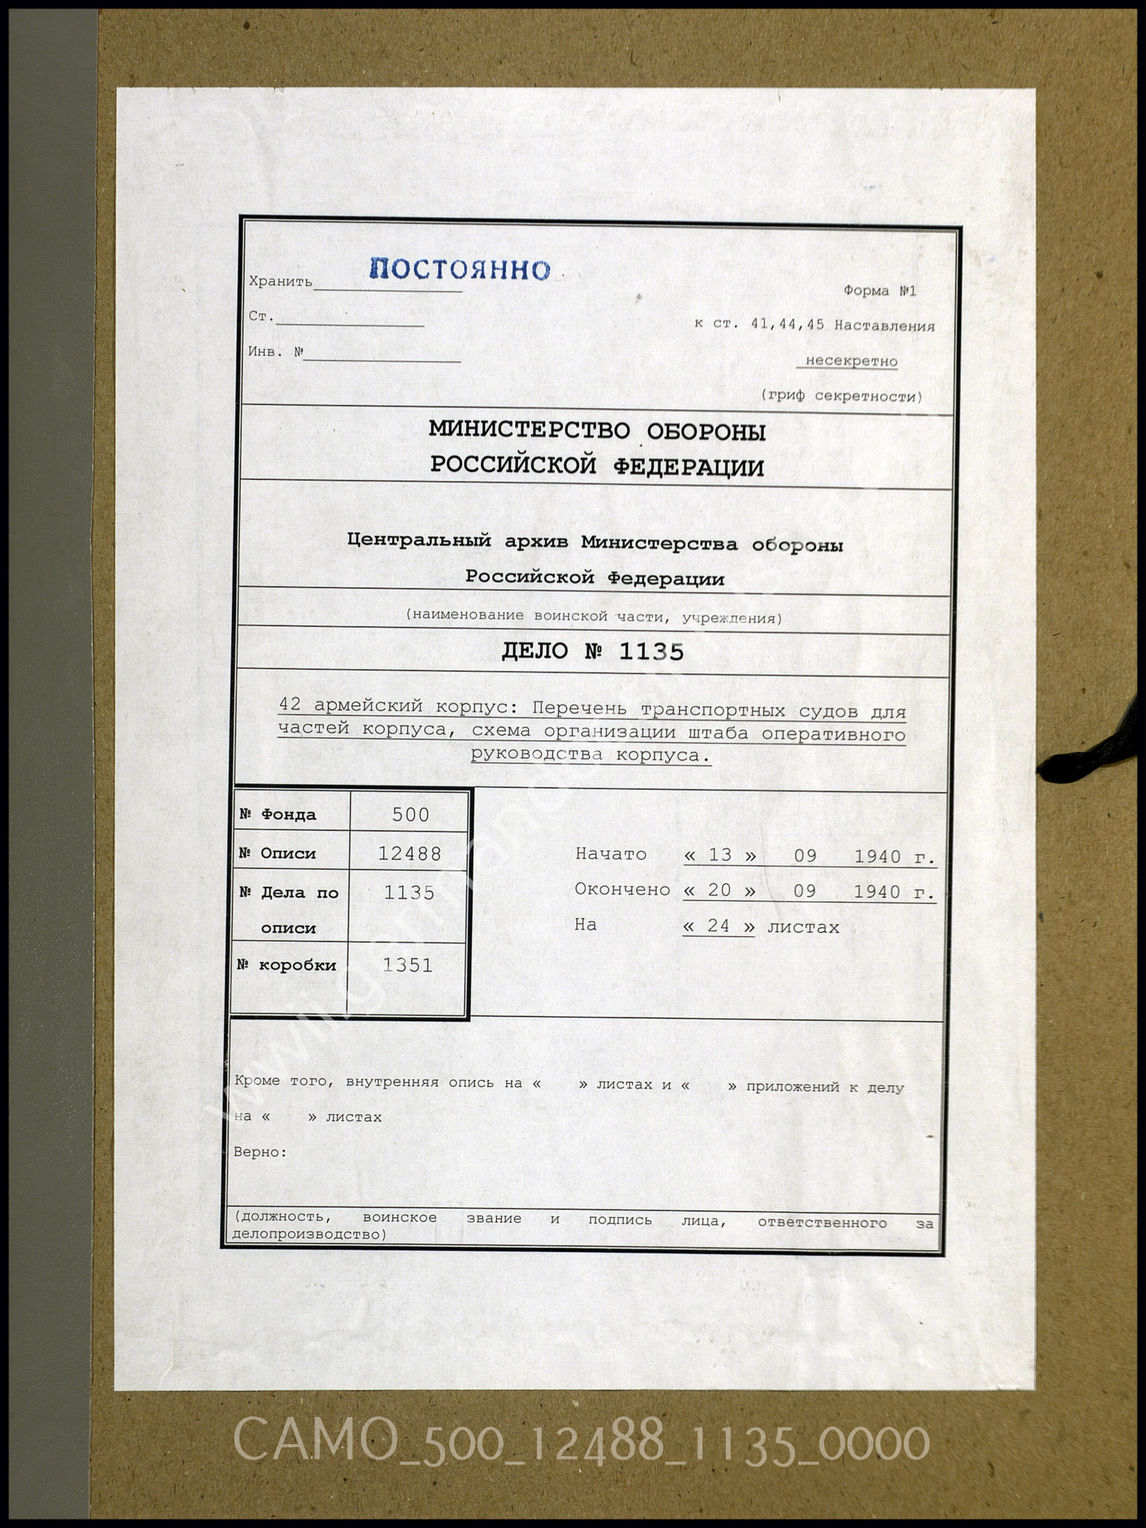 ПОСТОЯННО
Хранить
Форма №1
Ст.
к ст. 41,44,45 Наставления
Инв. №
несекретно
(гриф секретности)
МИНИСТЕРСТВО ОБОРОНЫ
РОССИЙСКОЙ ФЕДЕРАЦИИ
Центральный архив Министерства обороны
Российской Федерации
(наименование воинской части, учреждения)
ДЕЛО № 1135
42 армейский корпус: Перечень транспортных судов для
частей корпуса, схема организации штаба оперативного
руководства корпуса.
№ Фонда 500
№ Описи 12488
№ Дела по 1135
описи
№ коробки 1351
Начато « 13 » 09 1940 г.
Окончено « 20 » 09 1940 г.
На « 24 » листах
Кроме того, внутренняя опись на « » листах и « » приложений к делу
на « » листах
Верно:
(должность, воинское звание и подпись лица, ответственного за
делопроизводство)
CAMO_500_12488_1135_0000